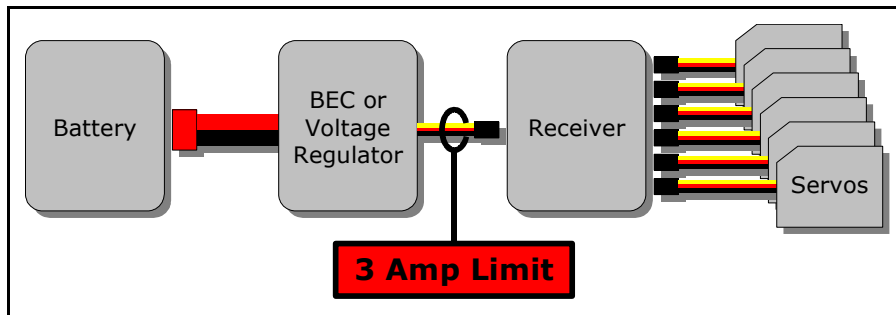 Battery
BEC or
Voltage
Regulator
Receiver
Servos
3 Amp Limit